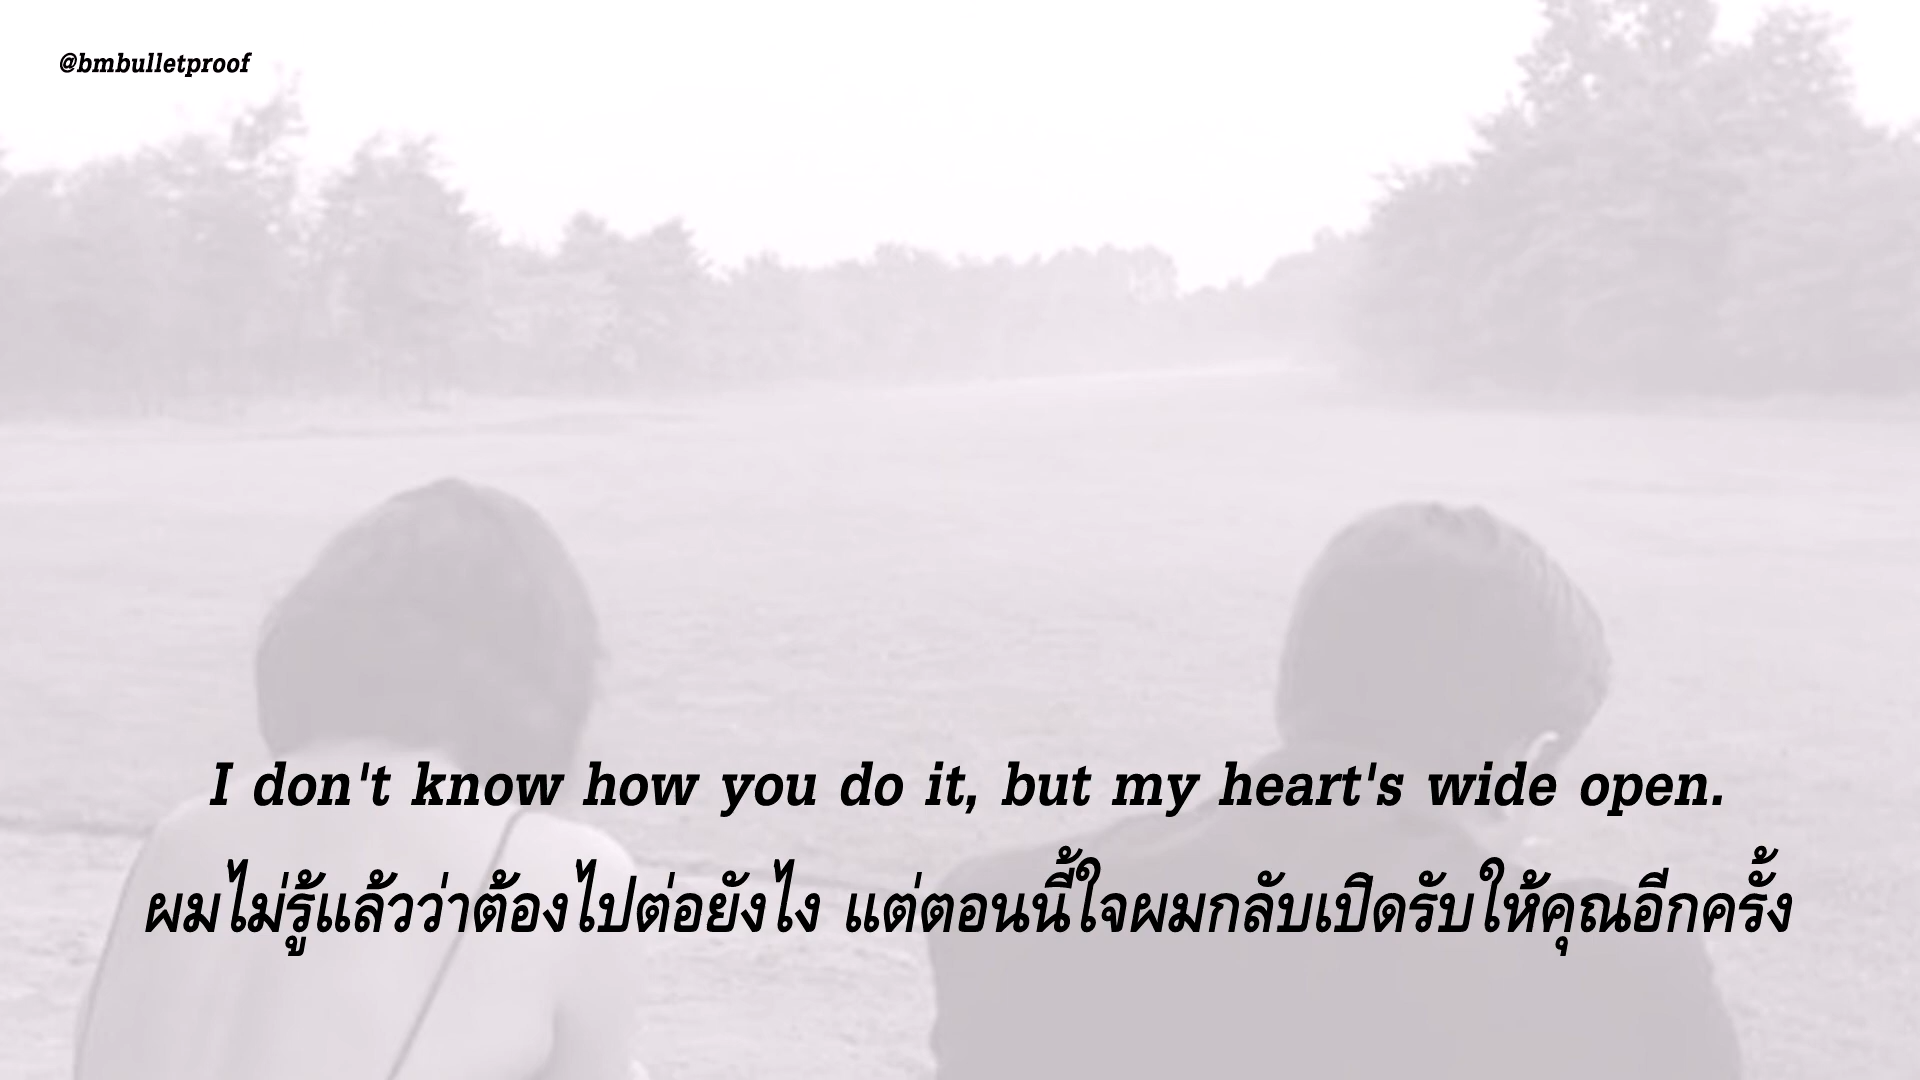 @bmbulletproof
I don't know how you do it, but my heart's wide open.
ผมไม่รู้แล้วว่าต้องไปต่อยังไง แต่ตอนนี้ใจผมกลับเปิดรับให้คุณอีกครั้ง